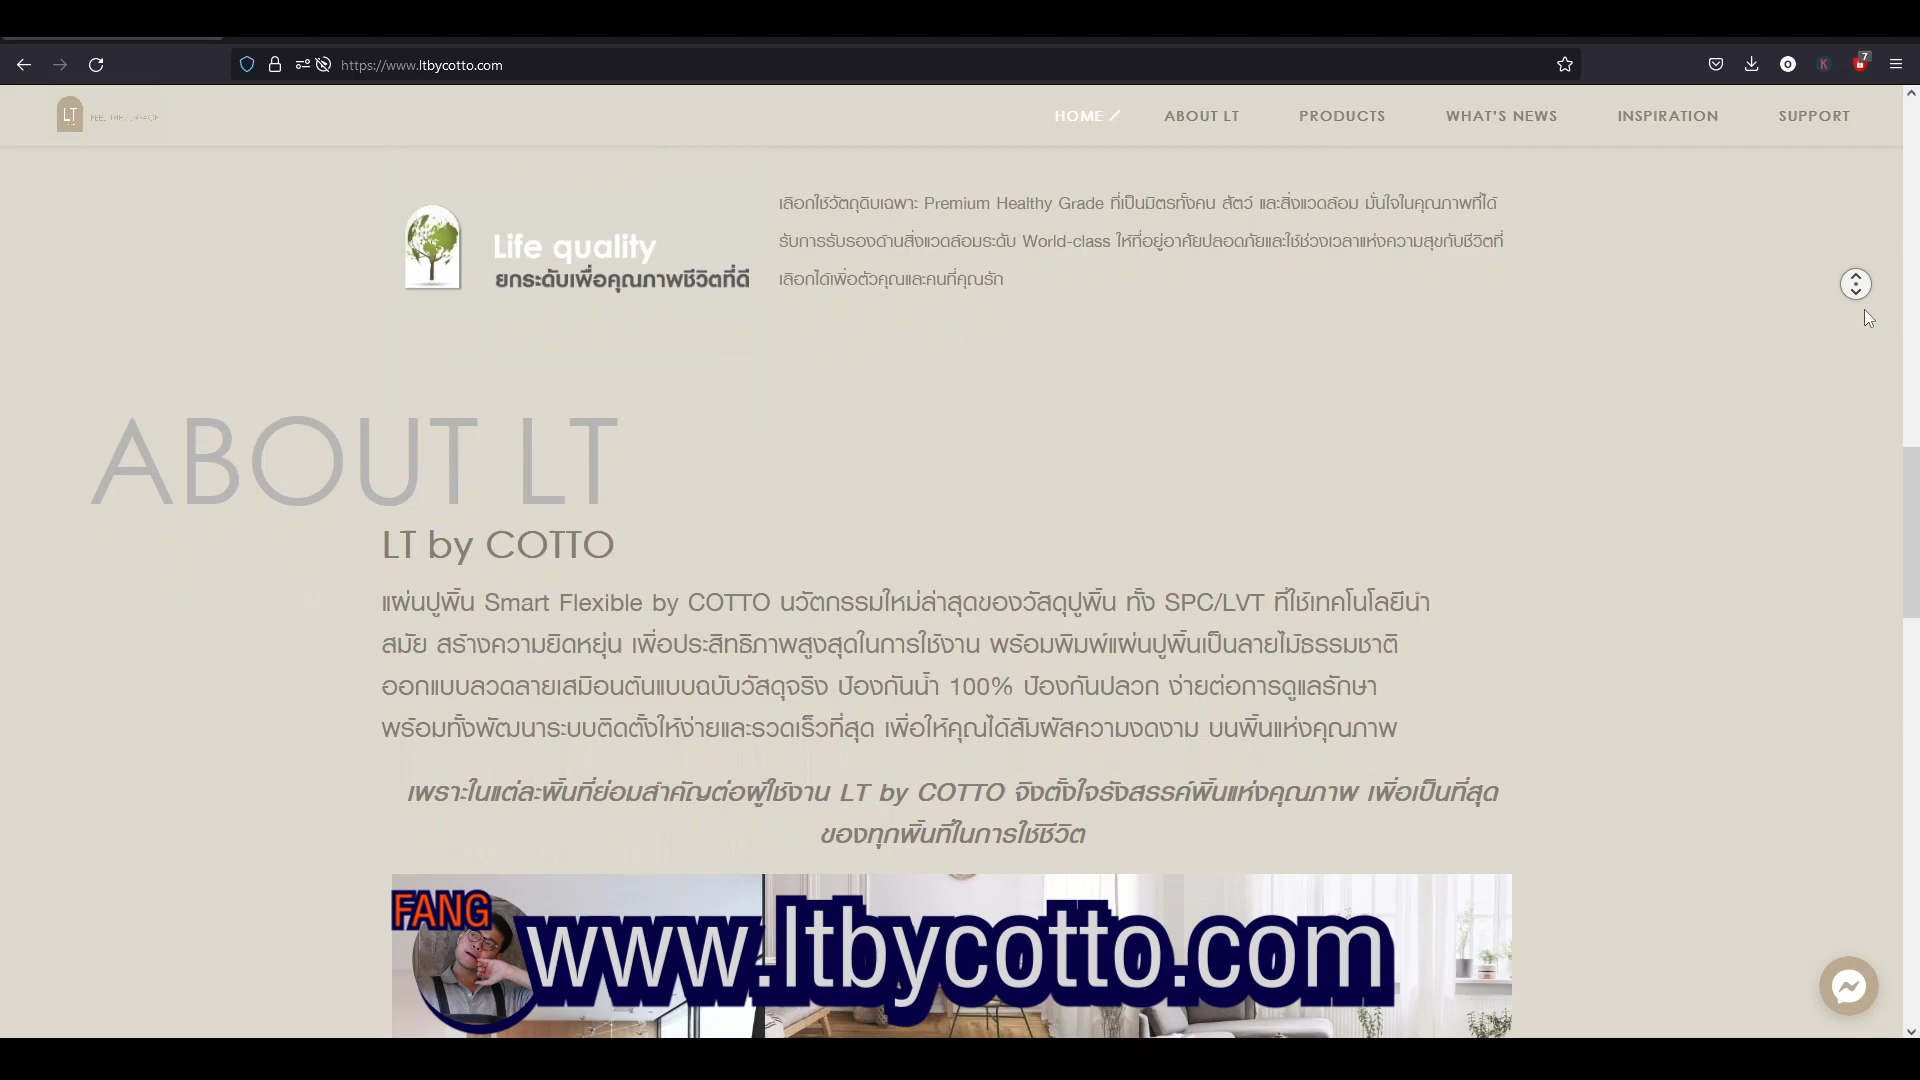 https://www.ltbycotto.com
7
LT
HOME
ABOUT LT
PRODUCTS
WHAT'S NEWS
INSPIRATION
SUPPORT
Life quality
ยกระดับเพื่อคุณภาพชีวิตที่ดี
เลือกใช้วัตถุดิบเฉพาะ Premium Healthy Grade ที่เป็นมิตรทั้งคน สัตว์ และสิ่งแวดล้อม มั่นใจในคุณภาพที่ได้
รับการรับรองด้านสิ่งแวดล้อมระดับ World-class ให้ที่อยู่อาศัยปลอดภัยและใช้ช่วงเวลาแห่งความสุขกับชีวิตที่
เลือกได้เพื่อตัวคุณและคนที่คุณรัก
ABOUT LT
LT by COTTO
แผ่นปูพื้น Smart Flexible by COTTO นวัตกรรมใหม่ล่าสุดของวัสดุปูพื้น ทั้ง SPC/LVT ที่ใช้เทคโนโลยีนำ
สมัย สร้างความยืดหยุ่น เพื่อประสิทธิภาพสูงสุดในการใช้งาน พร้อมพิมพ์แผ่นปูพื้นเป็นลายไม้ธรรมชาติ
ออกแบบลวดลายเสมือนต้นแบบฉบับวัสดุจริง ป้องกันน้ำ 100% ป้องกันปลวก ง่ายต่อการดูแลรักษา
พร้อมทั้งพัฒนาระบบติดตั้งให้ง่ายและรวดเร็วที่สุด เพื่อให้คุณได้สัมผัสความงดงาม บนพื้นแห่งคุณภาพ
เพราะในแต่ละพื้นที่ย่อมสำคัญต่อผู้ใช้งาน LT by COTTO จึงตั้งใจรังสรรค์พื้นแห่งคุณภาพ เพื่อเป็นที่สุด
ของทุกพื้นที่ในการใช้ชีวิต
FANG
www.ltbycotto.com